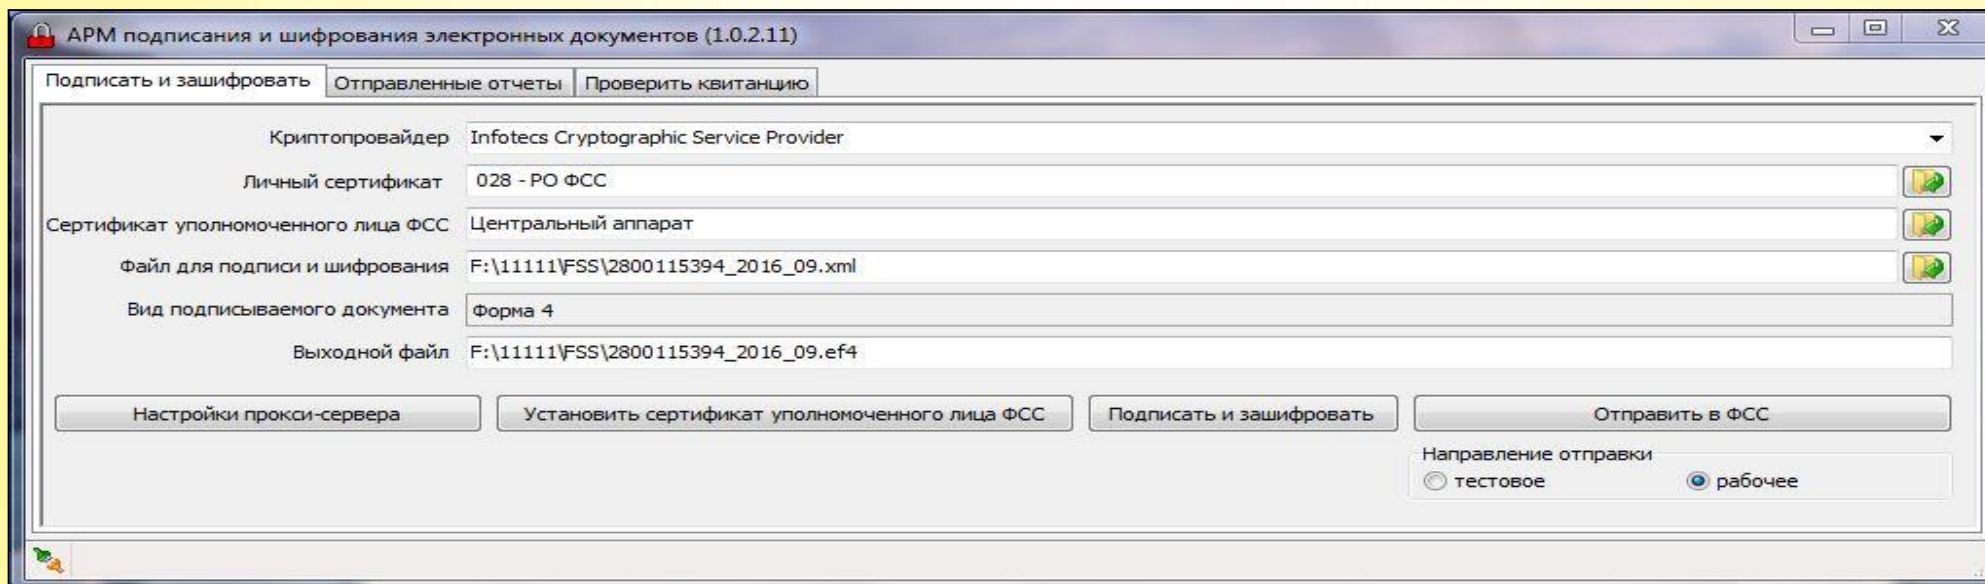 АРМ подписания и шифрования электронных документов (1.0.2.11)
Подписать и зашифровать Отправленные отчеты Проверить квитанцию
Криптопровайдер Infotecs Cryptographic Service Provider
Личный сертификат 028 - РО ФСС
Сертификат уполномоченного лица ФСС Центральный аппарат
Файл для подписи и шифрования F:\11111\FSS\2800115394_2016_09.xml
Вид подписываемого документа Форма 4
Выходной файл F:\11111\FSS\2800115394_2016_09.ef4
Настройки прокси-сервера Установить сертификат уполномоченного лица ФСС Подписать и зашифровать Отправить в ФСС
Направление отправки
тестовое рабочее